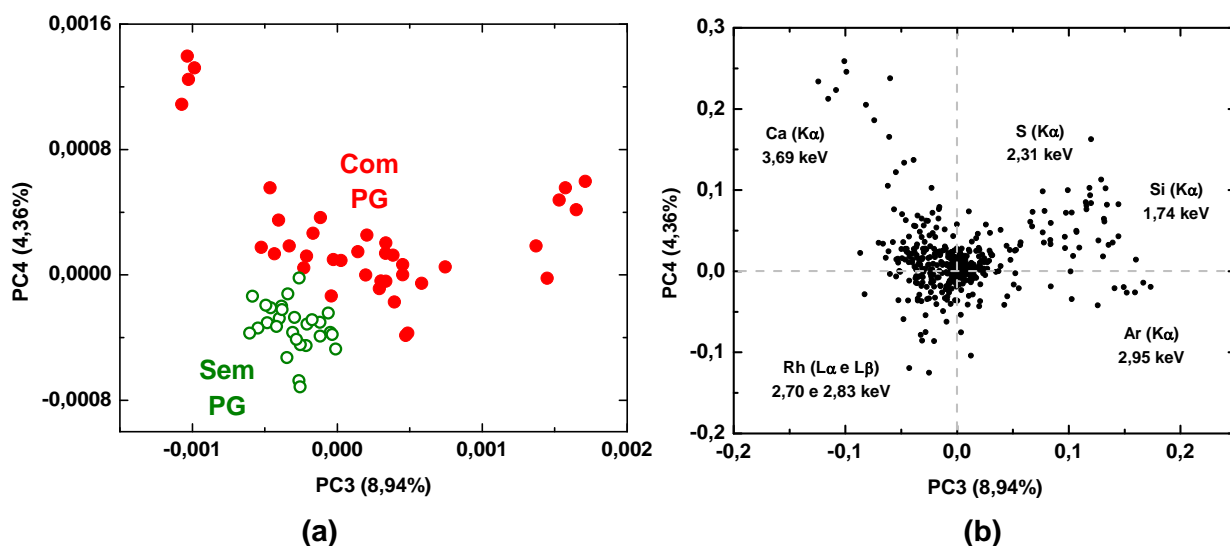 0,0016
0,0008
0,0000
-0,0008
-0,001
0,000
0,001
0,002
PC4 (4,36%)
PC3 (8,94%)
Com
PG
Sem
PG
(a)
0,3
0,2
0,1
0,0
-0,1
-0,2
-0,2
-0,1
0,0
0,1
0,2
PC4 (4,36%)
PC3 (8,94%)
Ca (Kα)
3,69 keV
S (Kα)
2,31 keV
Si (Kα)
1,74 keV
Ar (Kα)
2,95 keV
Rh (Lα e Lβ)
2,70 e 2,83 keV
(b)